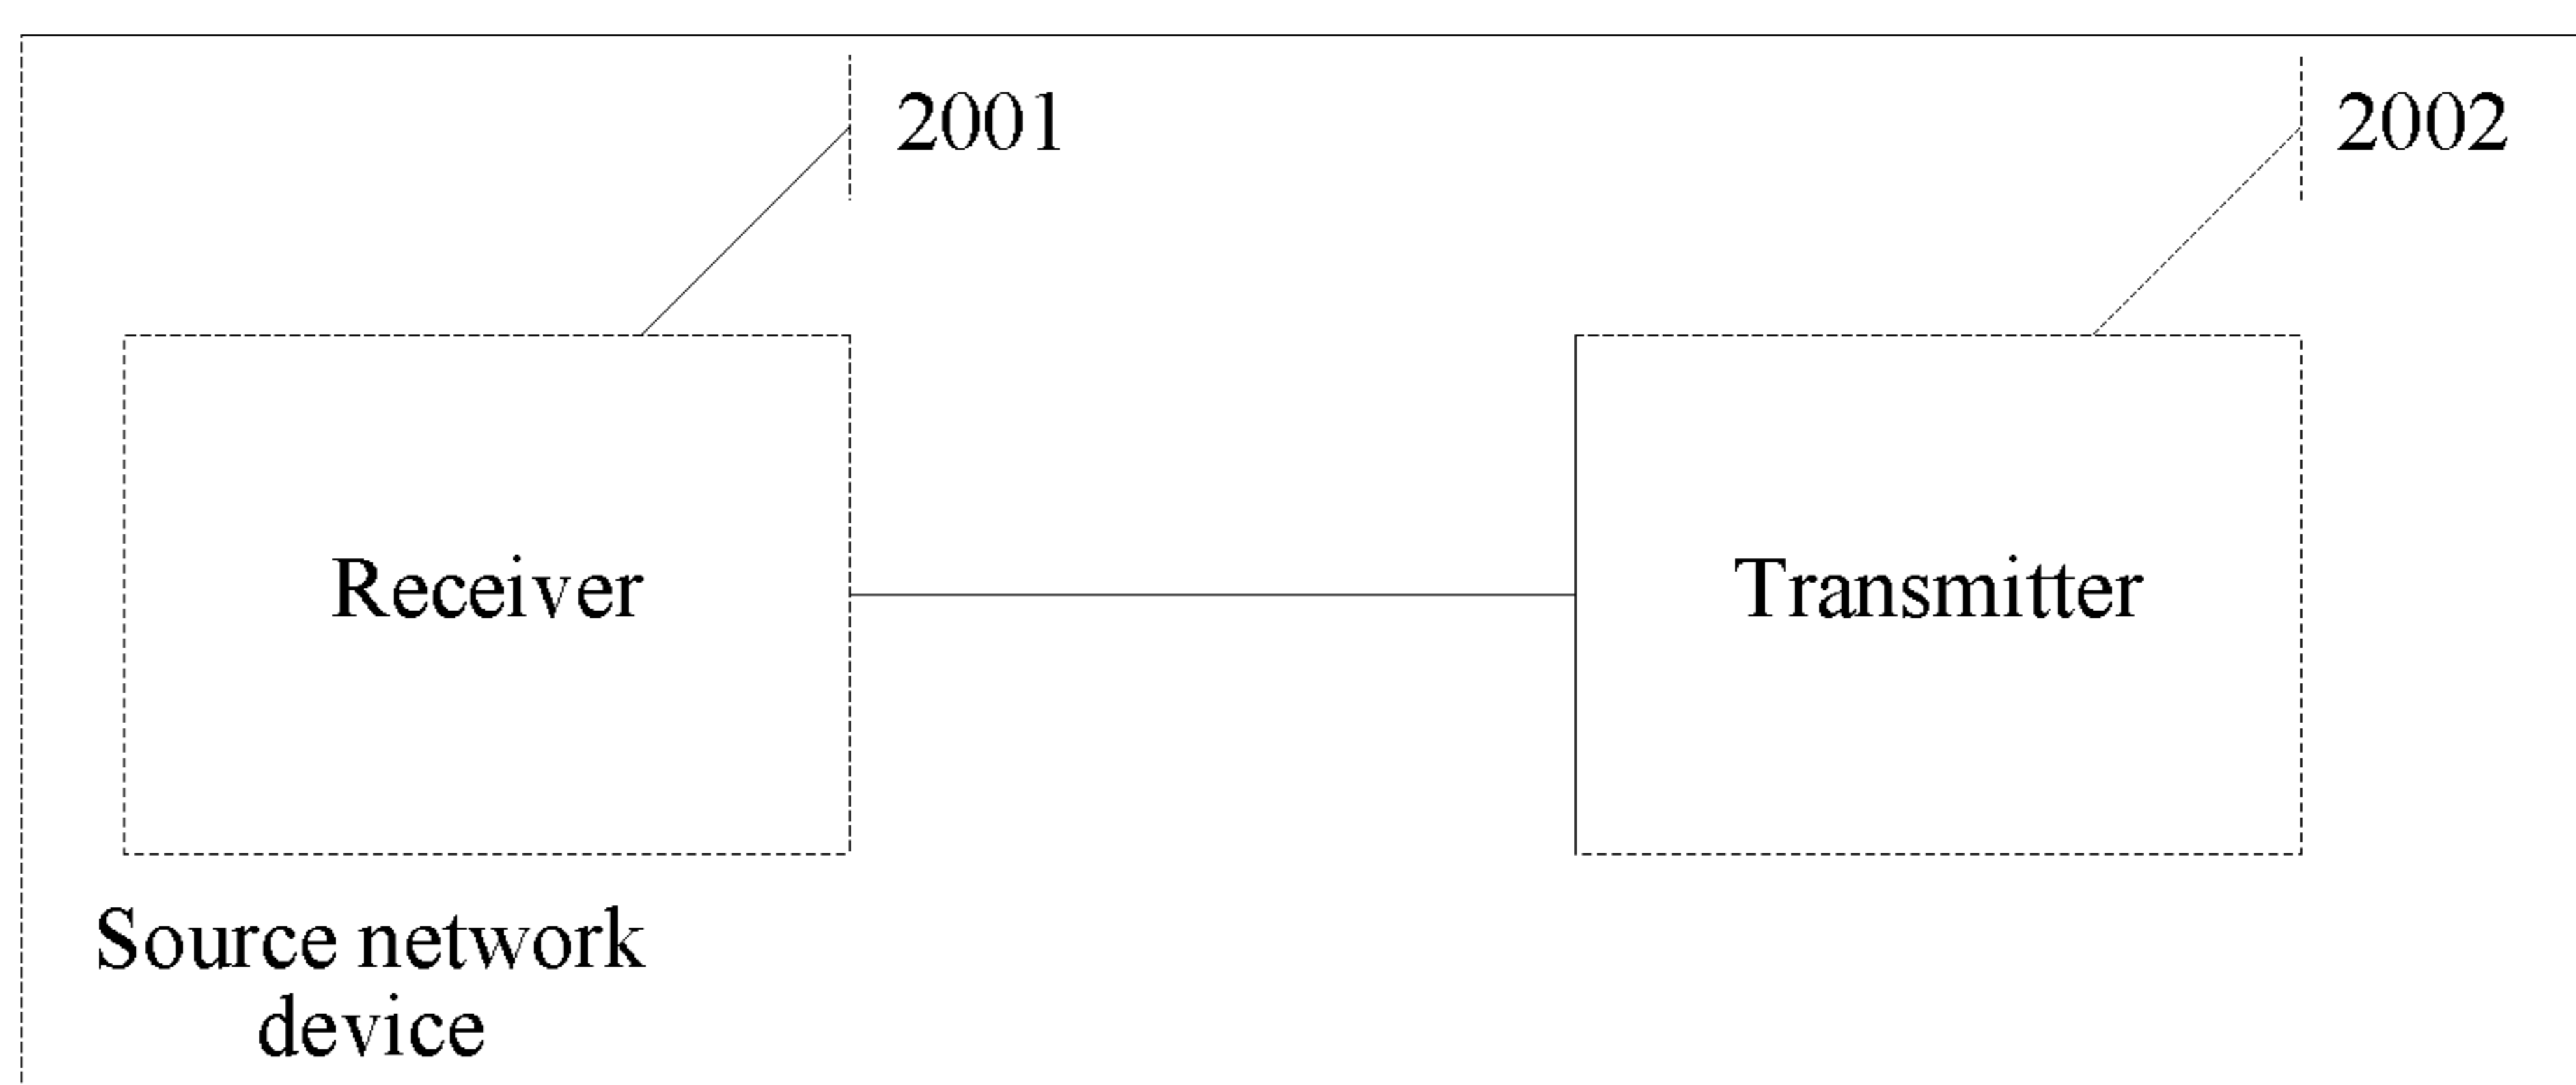 2001
2002
Receiver
Transmitter
Source network
device